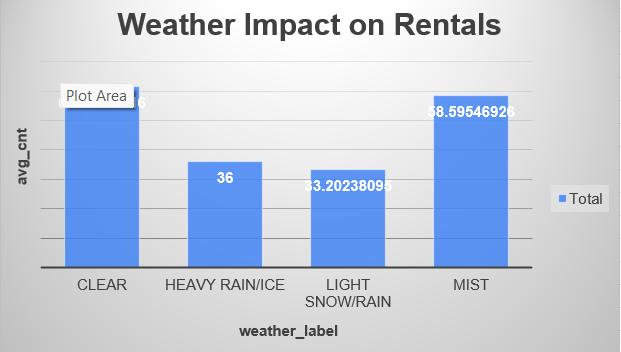 Weather Impact on Rentals
Plot Area
58.59546926
36
33.20238095
avg_cnt
Total
CLEAR
HEAVY RAIN/ICE
LIGHT
SNOW/RAIN
MIST
weather_label